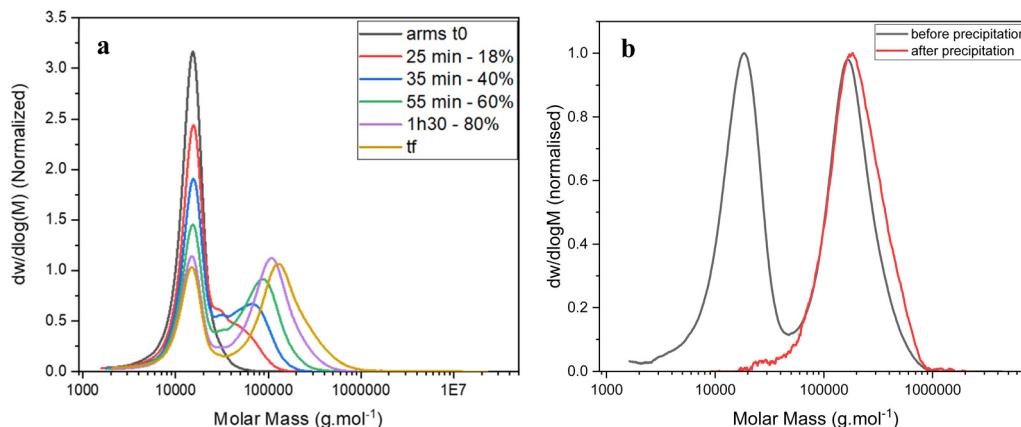 a
arms t0
25 min - 18%
35 min - 40%
55 min - 60%
1h30 - 80%
tf
3.5
3.0
2.5
2.0
1.5
1.0
0.5
0.0
dw/dlog(M) (Normalized)
1000
10000
100000
1000000
1E7
Molar Mass (g.mol⁻¹)
b
before precipitation
after precipitation
1.0
0.8
0.6
0.4
0.2
0.0
dw/dlogM (normalised)
1000
10000
100000
1000000
Molar Mass (g.mol⁻¹)